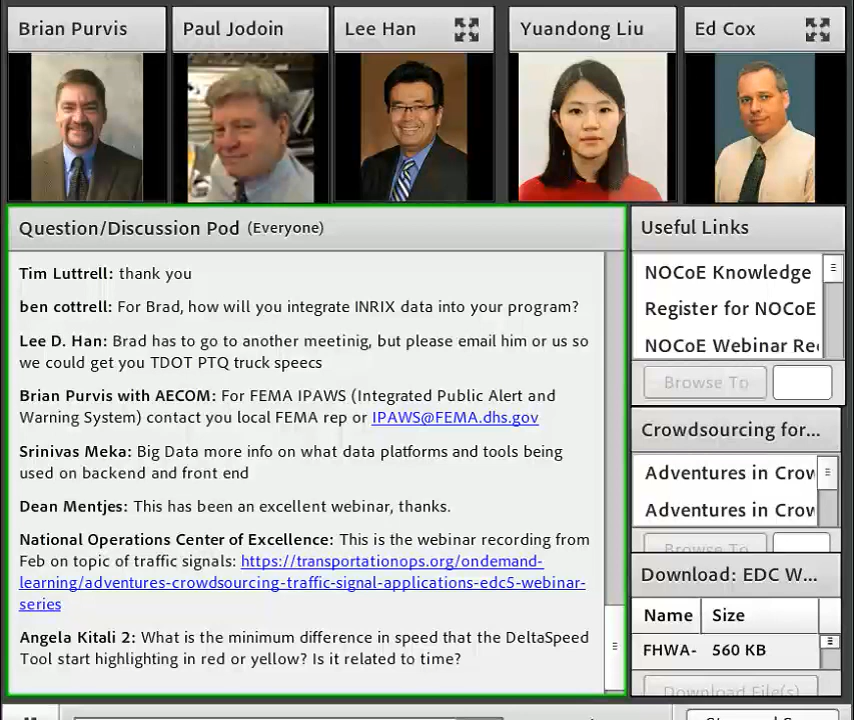 Brian Purvis
Paul Jodoin
Lee Han
Yuandong Liu
Ed Cox
Question/Discussion Pod (Everyone)
Tim Luttrell: thank you
ben cottrell: For Brad, how will you integrate INRIX data into your program?
Lee D. Han: Brad has to go to another meetinig, but please email him or us so
we could get you TDOT PTQ truck specs
Brian Purvis with AECOM: For FEMA IPAWS (Integrated Public Alert and
Warning System) contact you local FEMA rep or IPAWS@FEMA.dhs.gov
Srinivas Meka: Big Data more info on what data platforms and tools being
used on backend and front end
Dean Mentjes: This has been an excellent webinar, thanks.
National Operations Center of Excellence: This is the webinar recording from
Feb on topic of traffic signals: https://transportationops.org/ondemand-
learning/adventures-crowdsourcing-traffic-signal-applications-edc5-webinar-
series
Angela Kitali 2: What is the minimum difference in speed that the DeltaSpeed
Tool start highlighting in red or yellow? Is it related to time?
Useful Links
NOCoE Knowledge
Register for NOCoE
NOCoE Webinar Re
Browse To
Crowdsourcing for...
Adventures in Crow
Adventures in Crow
Browse To
Download: EDC W...
Name Size
FHWA- 560 KB
Download File(s)